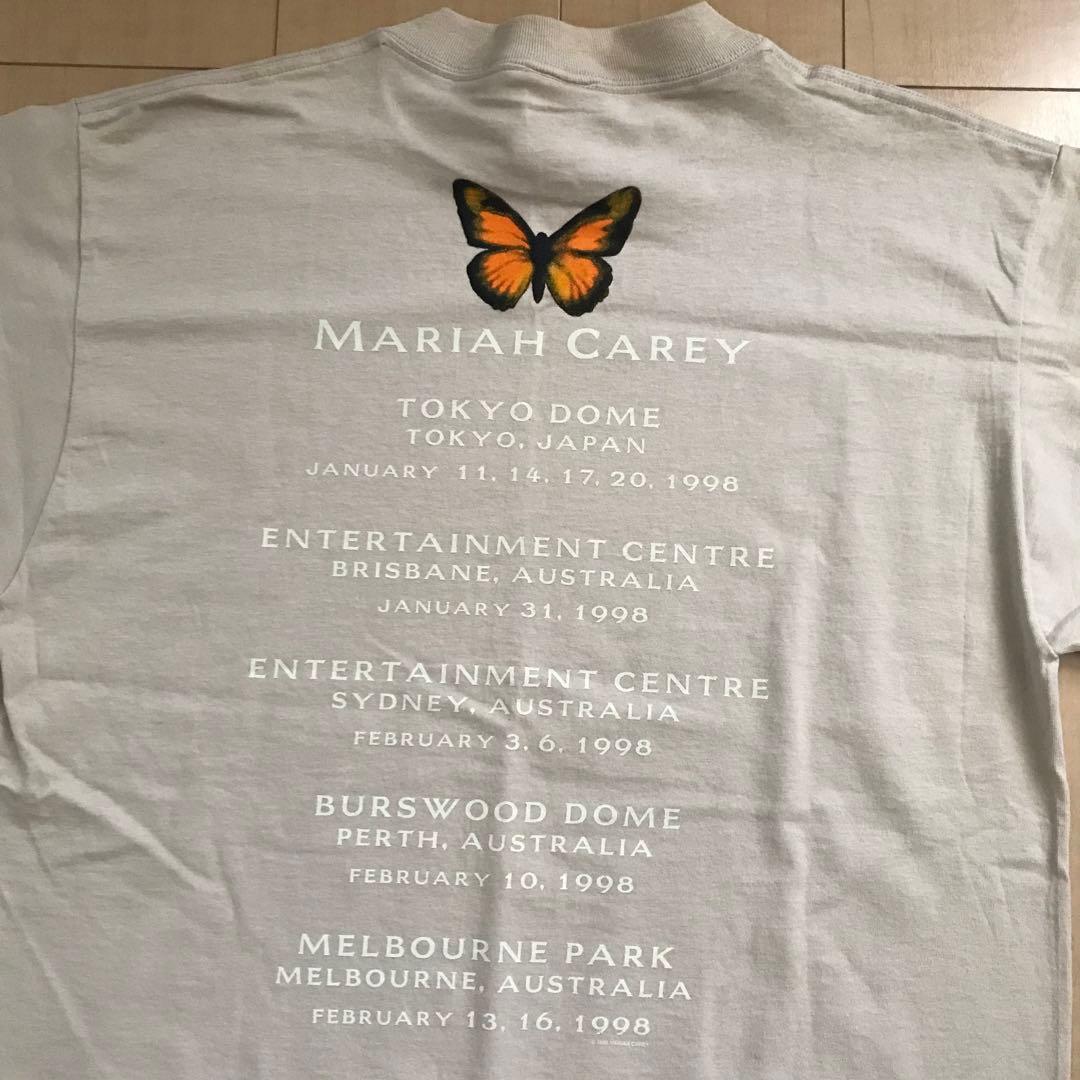 MARIAH CAREY
TOKYO DOME
TOKYO, JAPAN
JANUARY 11, 14, 17, 20, 1998
ENTERTAINMENT CENTRE
BRISBANE, AUSTRALIA
JANUARY 31, 1998
ENTERTAINMENT CENTRE
SYDNEY, AUSTRALIA
FEBRUARY 3, 6, 1998
BURSWOOD DOME
PERTH, AUSTRALIA
FEBRUARY 10, 1998
MELBOURNE PARK
MELBOURNE, AUSTRALIA
FEBRUARY 13, 16, 1998
© MARIAH CAREY